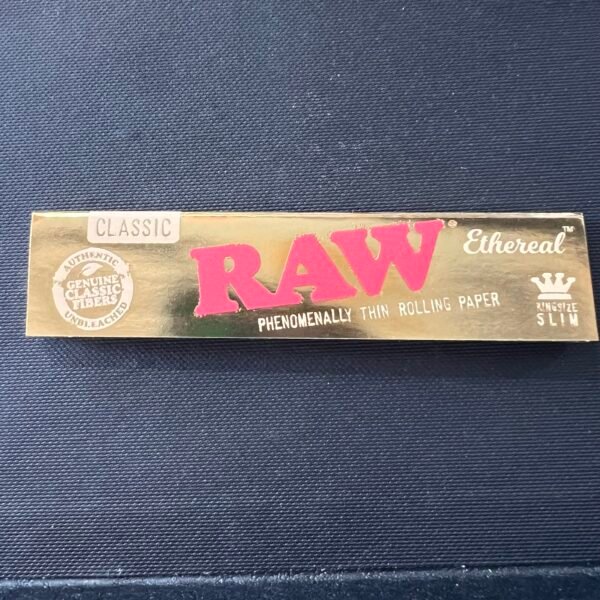 CLASSIC
AUTHENTIC
GENUINE
CLASSIC
FIBERS
UNBLEACHED
RAW®
PHENOMENALLY THIN ROLLING PAPER
Ethereal™
KINGSIZE
SLIM